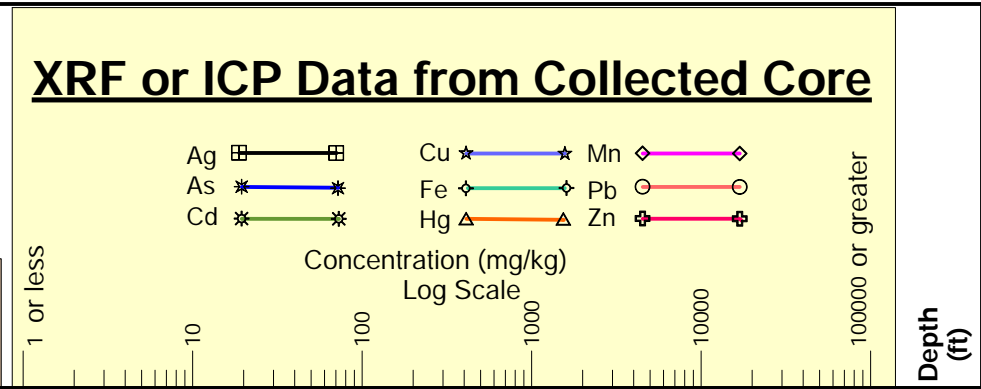 XRF or ICP Data from Collected Core
Ag Cu Mn
As Fe Pb
Cd Hg Zn
Concentration (mg/kg)
Log Scale
1 or less
10
100
1000
10000
100000 or greater
Depth
(ft)